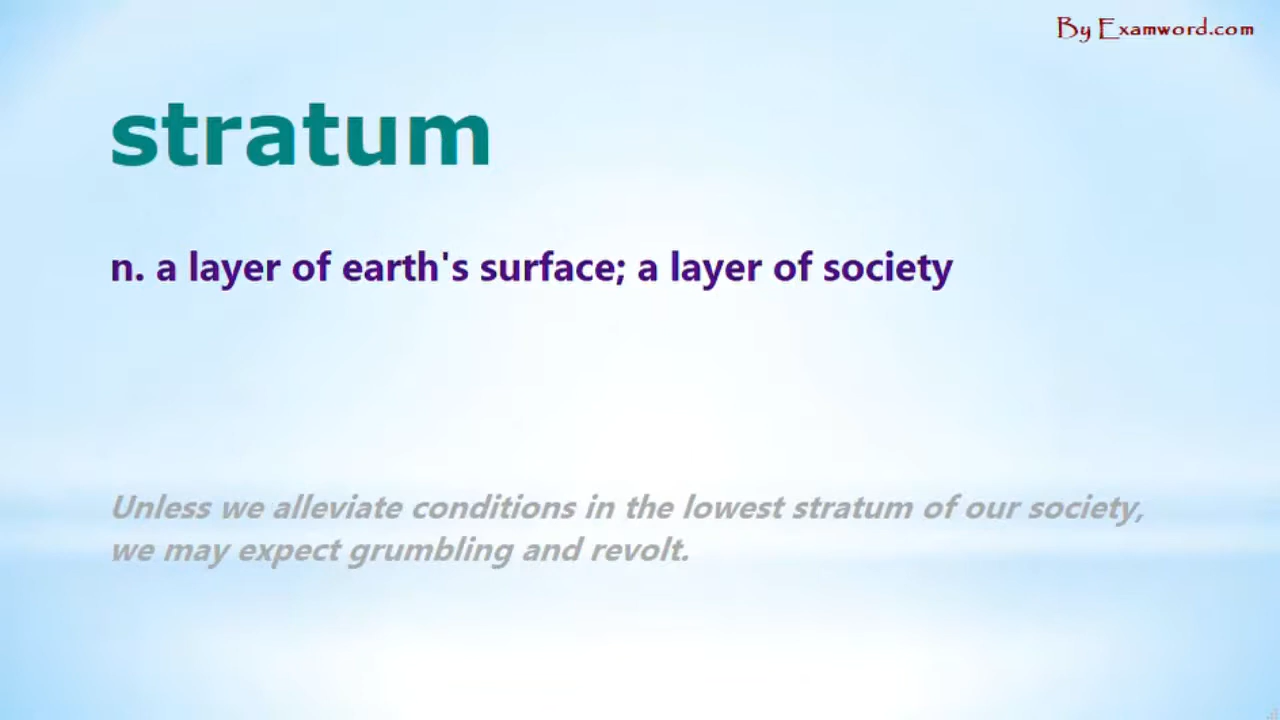 By Examword.com
stratum
n. a layer of earth's surface; a layer of society
Unless we alleviate conditions in the lowest stratum of our society,
we may expect grumbling and revolt.